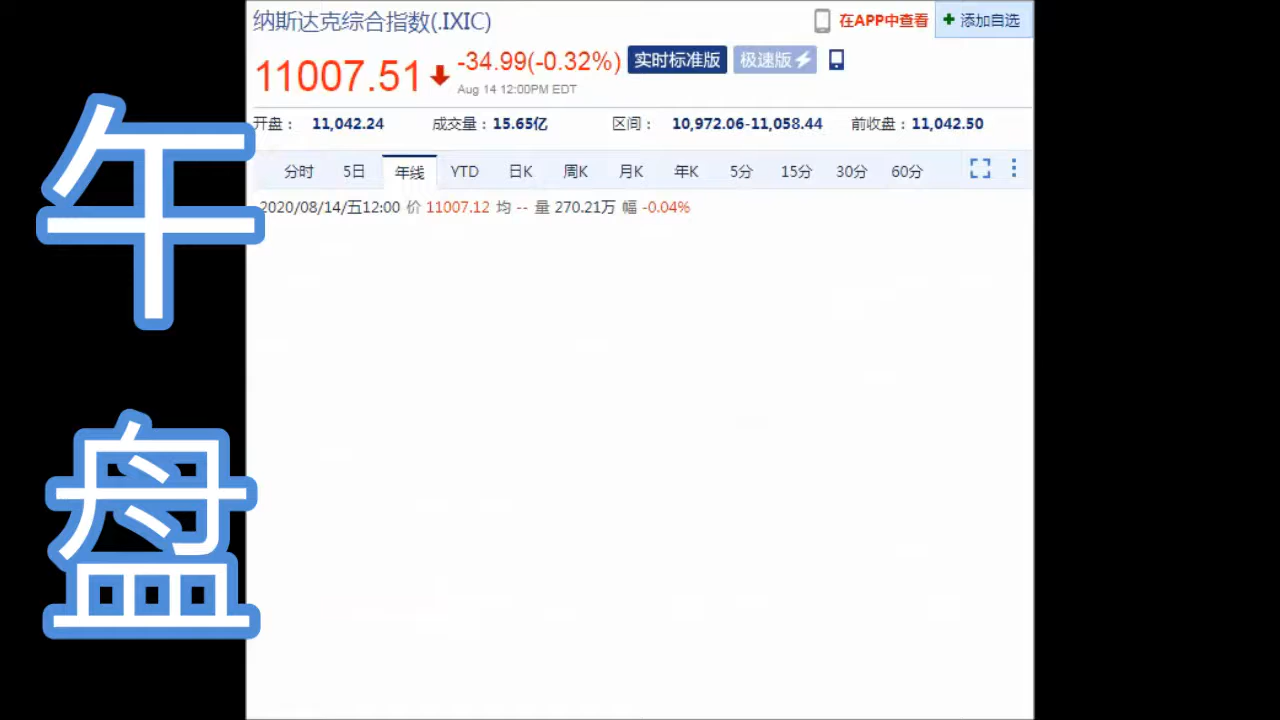 午盘
纳斯达克综合指数(.IXIC)
在APP中查看
添加自选
11007.51
-34.99(-0.32%)
实时标准版
极速版
Aug 14 12:00PM EDT
开盘： 11,042.24 成交量：15.65亿 区间： 10,972.06-11,058.44 前收盘：11,042.50
分时 5日 年线 YTD 日K 周K 月K 年K 5分 15分 30分 60分
2020/08/14/五12:00 价 11007.12 均 -- 量 270.21万 幅 -0.04%